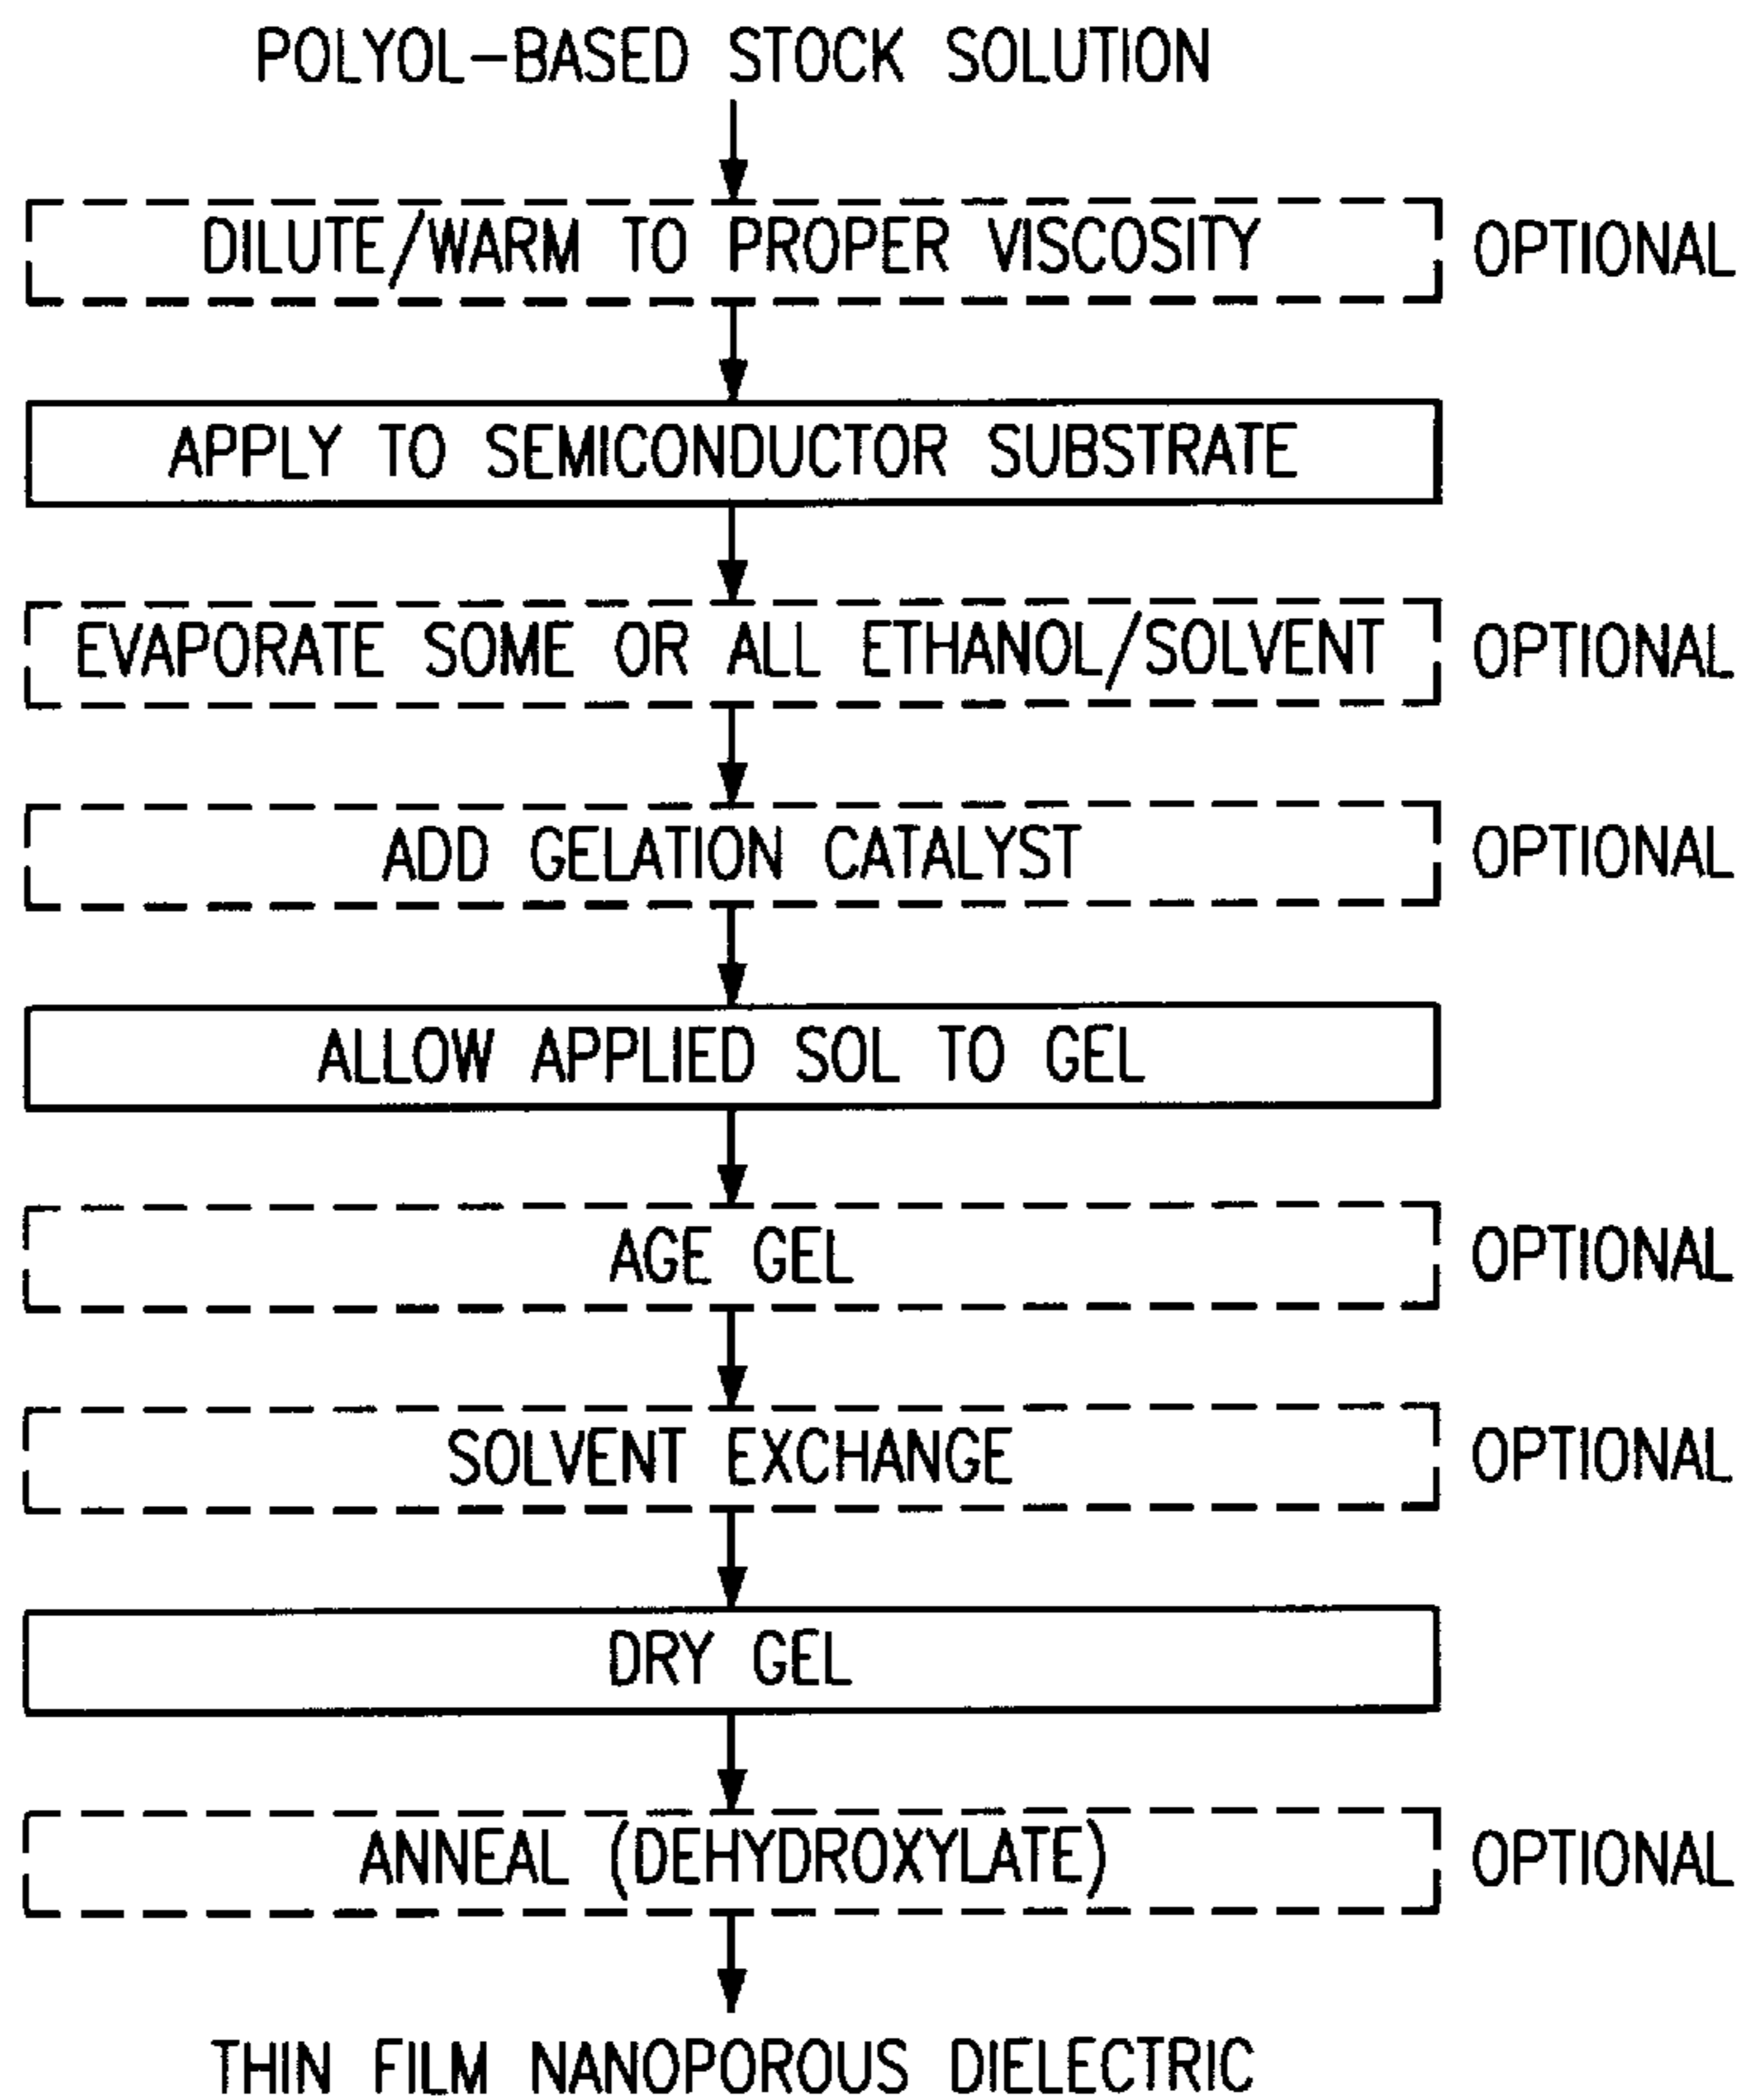 POLYOL-BASED STOCK SOLUTION
DILUTE/WARM TO PROPER VISCOSITY OPTIONAL
APPLY TO SEMICONDUCTOR SUBSTRATE
EVAPORATE SOME OR ALL ETHANOL/SOLVENT OPTIONAL
ADD GELATION CATALYST OPTIONAL
ALLOW APPLIED SOL TO GEL
AGE GEL OPTIONAL
SOLVENT EXCHANGE OPTIONAL
DRY GEL
ANNEAL (DEHYDROXYLATE) OPTIONAL
THIN FILM NANOPOROUS DIELECTRIC